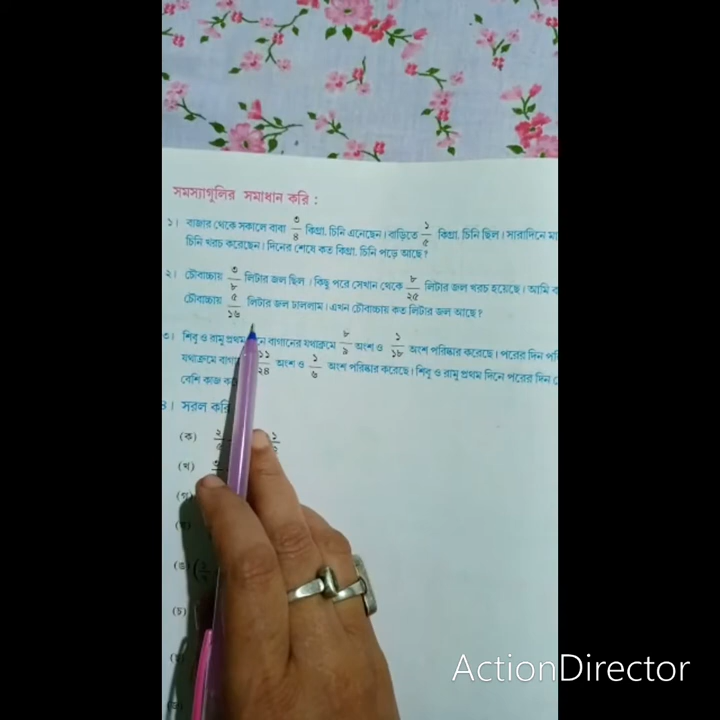 সমস্যাগুলির সমাধান করি :
১। বাজার থেকে সকালে বাবা ৩/৪ কিগ্রা. চিনি এনেছেন। বাড়িতে ১/৫ কিগ্রা. চিনি ছিল। সারাদিনে মা
চিনি খরচ করেছেন। দিনের শেষে কত কিগ্রা. চিনি পড়ে আছে?
২। চৌবাচ্চায় ৩/৮ লিটার জল ছিল। কিছু পরে সেখান থেকে ৮/২৫ লিটার জল খরচ হয়েছে। আমি
চৌবাচ্চায় ৫/১৬ লিটার জল ঢাললাম। এখন চৌবাচ্চায় কত লিটার জল আছে?
৩। শিবু ও রামু প্রথম বাগানের যথাক্রমে ৮/৯ অংশ ও ১/১৮ অংশ পরিষ্কার করেছে। পরের দিন
যথাক্রমে ১১/২৪ অংশ ও ১/৬ অংশ পরিষ্কার করেছে। শিবু ও রামু প্রথম দিনে পরের দিন
বেশি কাজ
৪। সরল করি
(ক)
(খ)
(গ)
(ঙ)
(চ)
ActionDirector